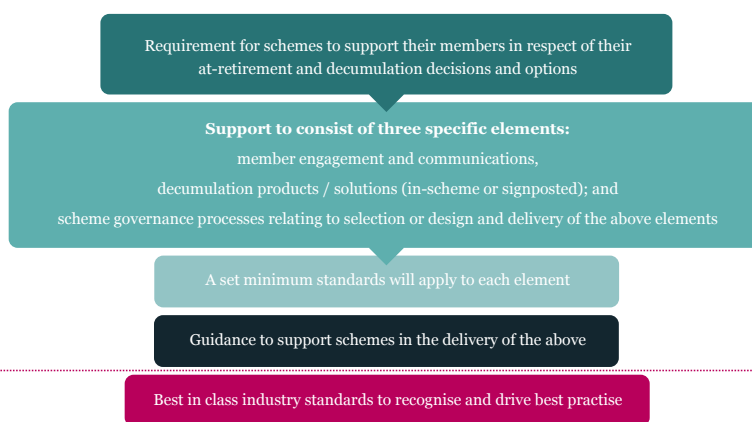 Requirement for schemes to support their members in respect of their
at-retirement and decumulation decisions and options
Support to consist of three specific elements:
member engagement and communications,
decumulation products / solutions (in-scheme or signposted); and
scheme governance processes relating to selection or design and delivery of the above elements
A set minimum standards will apply to each element
Guidance to support schemes in the delivery of the above
Best in class industry standards to recognise and drive best practise